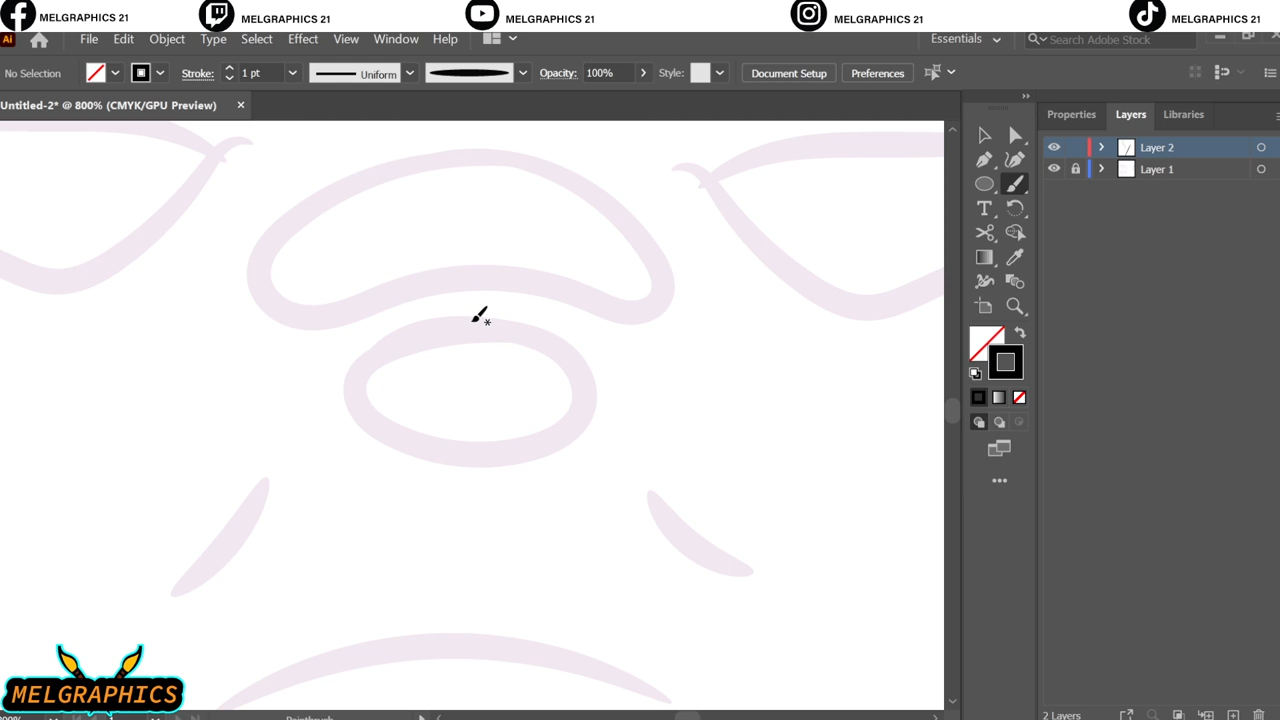 MELGRAPHICS 21 MELGRAPHICS 21 MELGRAPHICS 21 MELGRAPHICS 21 MELGRAPHICS 21
Ai File Edit Object Type Select Effect View Window Help Essentials Search Adobe Stock
No Selection Stroke: 1 pt Uniform Opacity: 100% Style: Document Setup Preferences
Untitled-2* @ 800% (CMYK/GPU Preview)
Properties Layers Libraries
Layer 2
Layer 1
MELGRAPHICS
Paintbrush
2 Layers